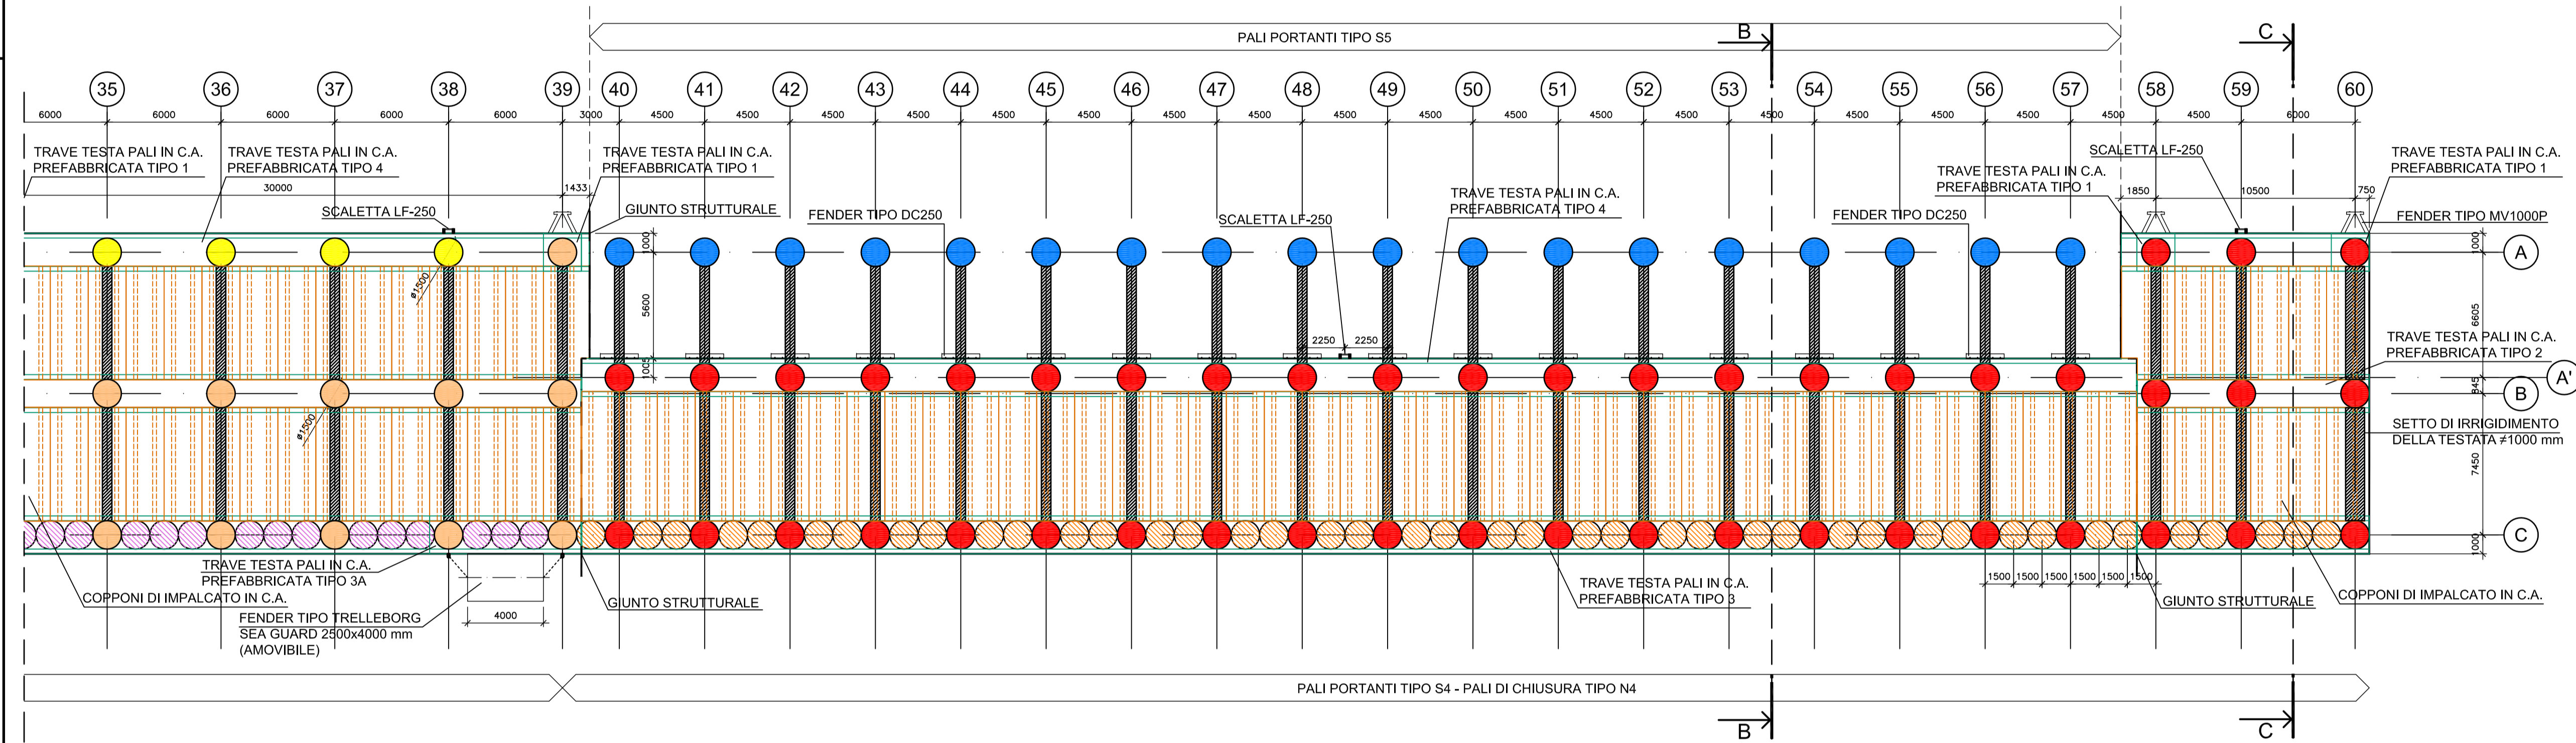 PALI PORTANTI TIPO S5
B
C
35 36 37 38 39 40 41 42 43 44 45 46 47 48 49 50 51 52 53 54 55 56 57 58 59 60
6000 6000 6000 6000 6000 3000 4500 4500 4500 4500 4500 4500 4500 4500 4500 4500 4500 4500 4500 4500 4500 4500 4500 4500 4500 6000
TRAVE TESTA PALI IN C.A.
PREFABBRICATA TIPO 1
TRAVE TESTA PALI IN C.A.
PREFABBRICATA TIPO 4
TRAVE TESTA PALI IN C.A.
PREFABBRICATA TIPO 1
30000
1433
SCALETTA LF-250
GIUNTO STRUTTURALE
FENDER TIPO DC250
SCALETTA LF-250
TRAVE TESTA PALI IN C.A.
PREFABBRICATA TIPO 4
FENDER TIPO DC250
TRAVE TESTA PALI IN C.A.
PREFABBRICATA TIPO 1
SCALETTA LF-250
TRAVE TESTA PALI IN C.A.
PREFABBRICATA TIPO 1
1850
10500
750
FENDER TIPO MV1000P
1000
5600
1005
ø1500
ø1500
2250 2250
1000
6605
845
7450
1000
A
A'
B
C
TRAVE TESTA PALI IN C.A.
PREFABBRICATA TIPO 2
SETTO DI IRRIGIDIMENTO
DELLA TESTATA ≠1000 mm
TRAVE TESTA PALI IN C.A.
PREFABBRICATA TIPO 3A
COPPONI DI IMPALCATO IN C.A.
FENDER TIPO TRELLEBORG
SEA GUARD 2500x4000 mm
(AMOVIBILE)
4000
GIUNTO STRUTTURALE
TRAVE TESTA PALI IN C.A.
PREFABBRICATA TIPO 3
1500 1500 1500 1500 1500 1500
GIUNTO STRUTTURALE
COPPONI DI IMPALCATO IN C.A.
PALI PORTANTI TIPO S4 - PALI DI CHIUSURA TIPO N4
B
C